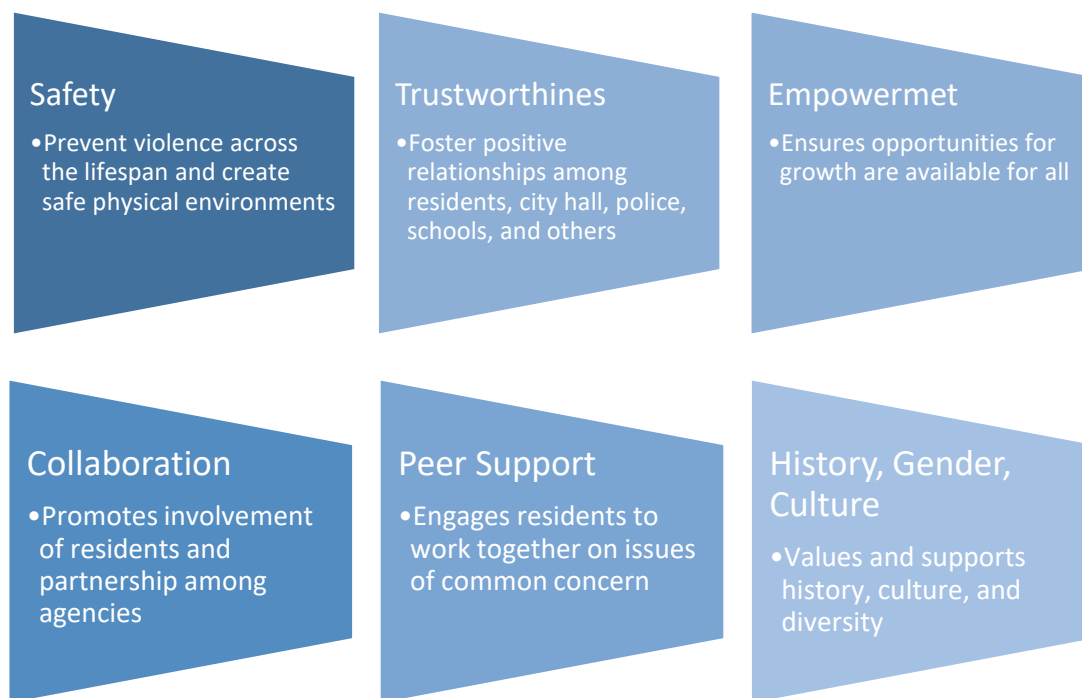 Safety
•Prevent violence across
the lifespan and create
safe physical environments
Trustworthines
•Foster positive
relationships among
residents, city hall, police,
schools, and others
Empowermet
•Ensures opportunities for
growth are available for all
Collaboration
•Promotes involvement
of residents and
partnership among
agencies
Peer Support
•Engages residents to
work together on issues
of common concern
History, Gender,
Culture
•Values and supports
history, culture, and
diversity